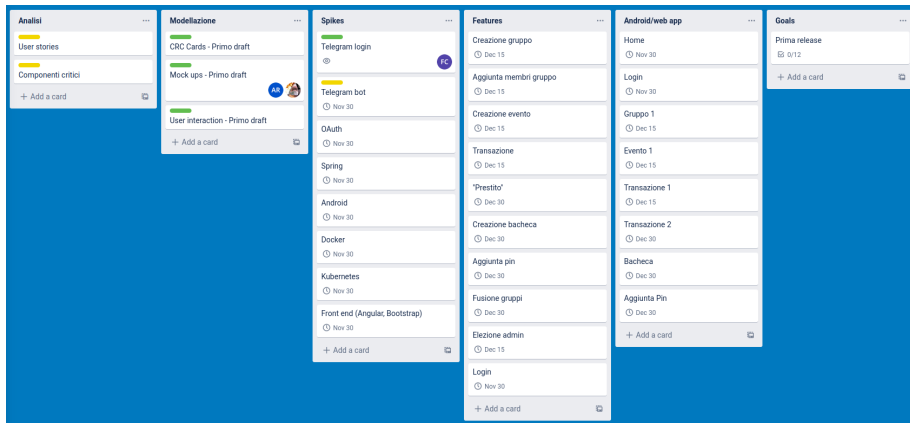 Analisi
User stories
Componenti critici
+ Add a card
Modellazione
CRC Cards - Primo draft
Mock ups - Primo draft
AR
User interaction - Primo draft
+ Add a card
Spikes
Telegram login
FC
Telegram bot
Nov 30
OAuth
Nov 30
Spring
Nov 30
Android
Nov 30
Docker
Nov 30
Kubernetes
Nov 30
Front end (Angular, Bootstrap)
Nov 30
+ Add a card
Features
Creazione gruppo
Dec 15
Aggiunta membri gruppo
Dec 15
Creazione evento
Dec 15
Transazione
Dec 15
"Prestito"
Dec 30
Creazione bacheca
Dec 30
Aggiunta pin
Dec 30
Fusione gruppi
Dec 30
Elezione admin
Dec 15
Login
Nov 30
+ Add a card
Android/web app
Home
Nov 30
Login
Nov 30
Gruppo 1
Dec 15
Evento 1
Dec 15
Transazione 1
Dec 15
Transazione 2
Dec 30
Bacheca
Dec 30
Aggiunta Pin
Dec 30
+ Add a card
Goals
Prima release
0/12
+ Add a card